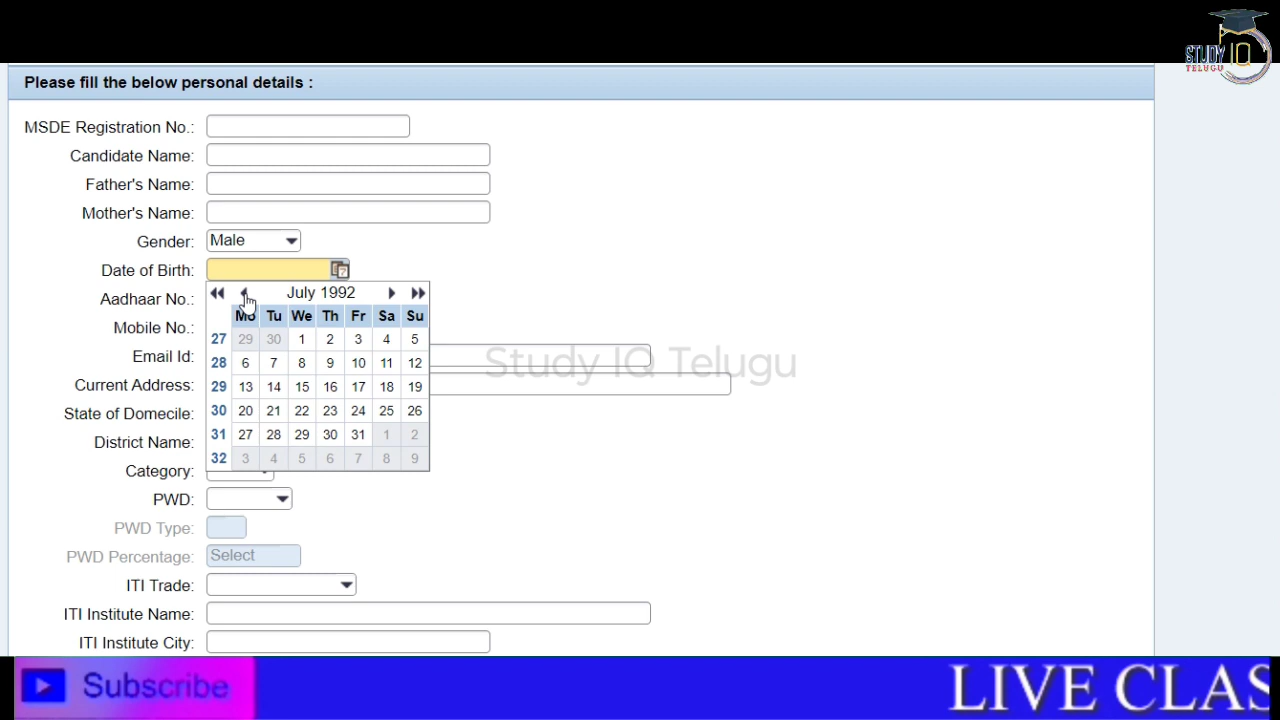 STUDY IQ
TELUGU
Please fill the below personal details :
MSDE Registration No.:
Candidate Name:
Father's Name:
Mother's Name:
Gender: Male
Date of Birth:
Aadhaar No.:
July 1992
Mo Tu We Th Fr Sa Su
Mobile No.:
27 29 30 1 2 3 4 5
Email Id:
28 6 7 8 9 10 11 12
Study IQ Telugu
Current Address:
29 13 14 15 16 17 18 19
State of Domecile:
30 20 21 22 23 24 25 26
District Name:
31 27 28 29 30 31 1 2
Category:
32 3 4 5 6 7 8 9
PWD:
PWD Type:
PWD Percentage: Select
ITI Trade:
ITI Institute Name:
ITI Institute City:
Subscribe
LIVE CLAS